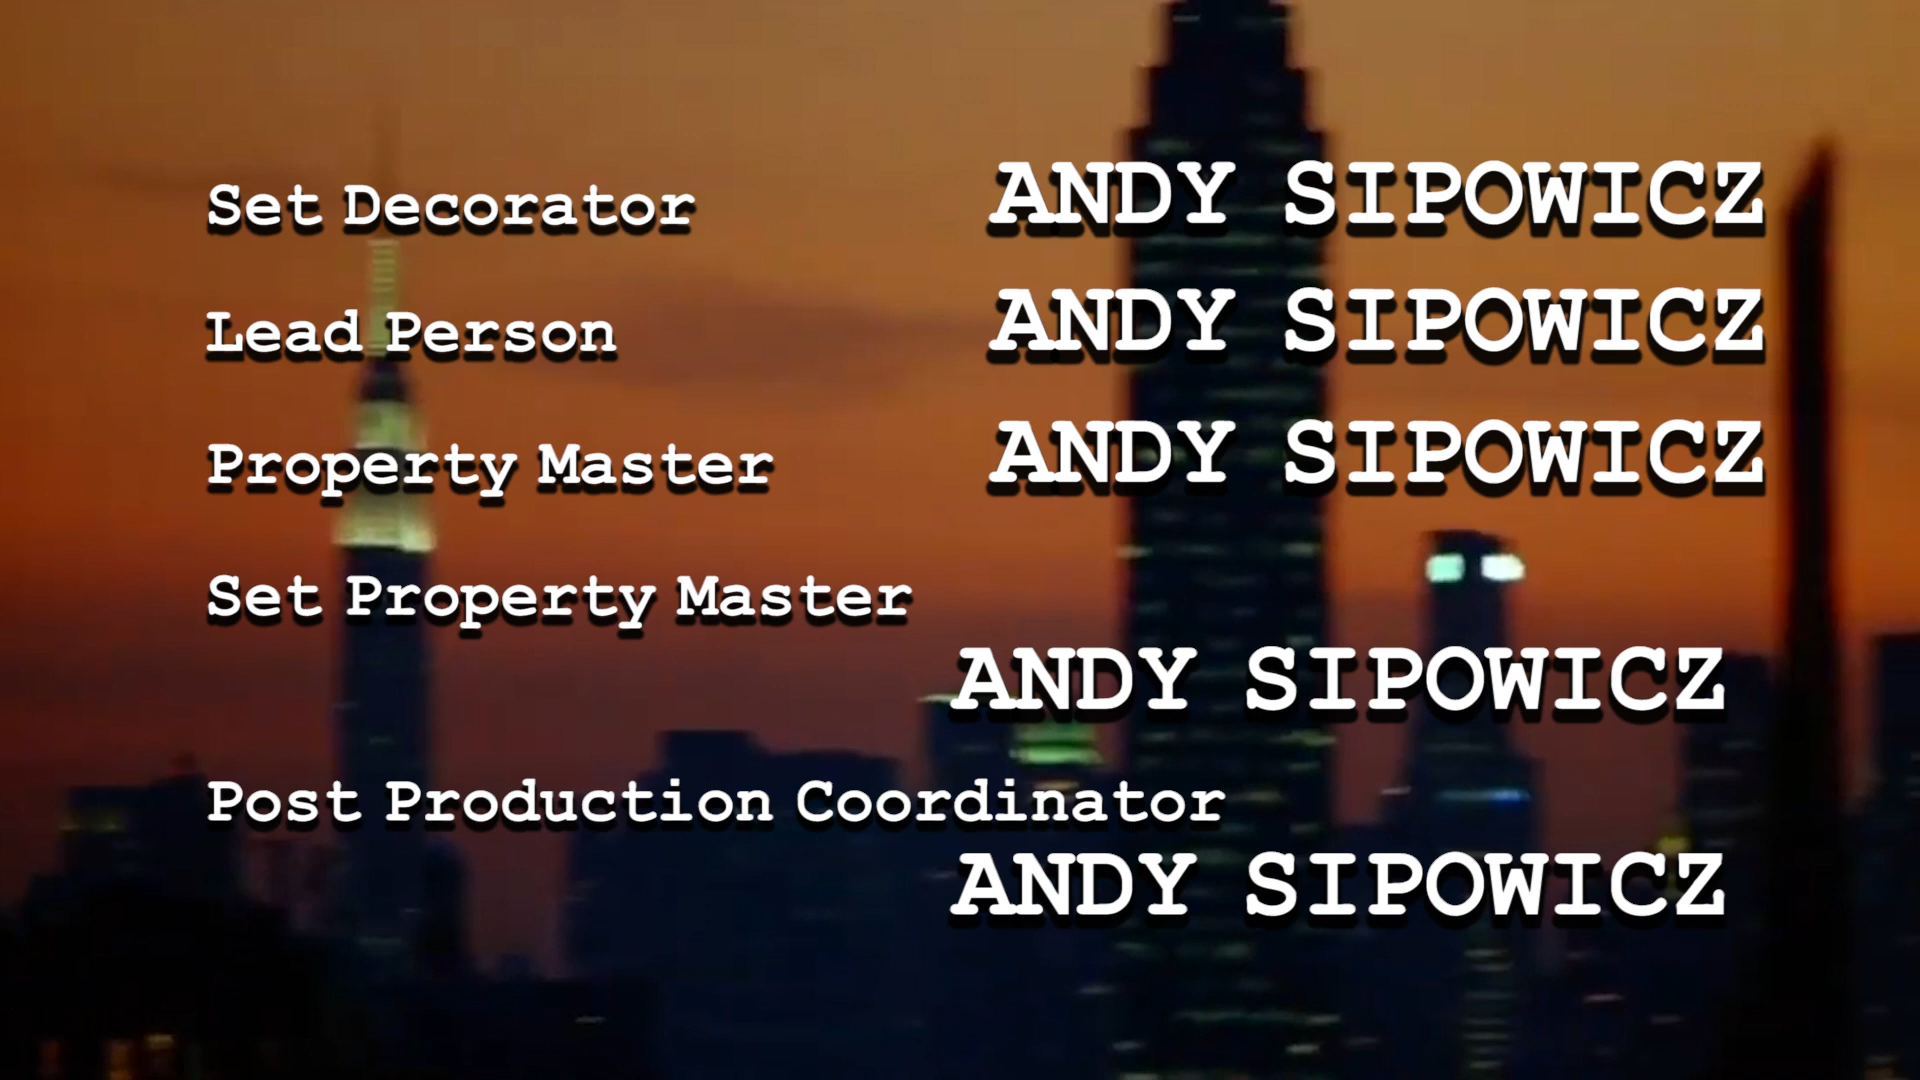 Set Decorator ANDY SIPOWICZ
Lead Person ANDY SIPOWICZ
Property Master ANDY SIPOWICZ
Set Property Master
ANDY SIPOWICZ
Post Production Coordinator
ANDY SIPOWICZ